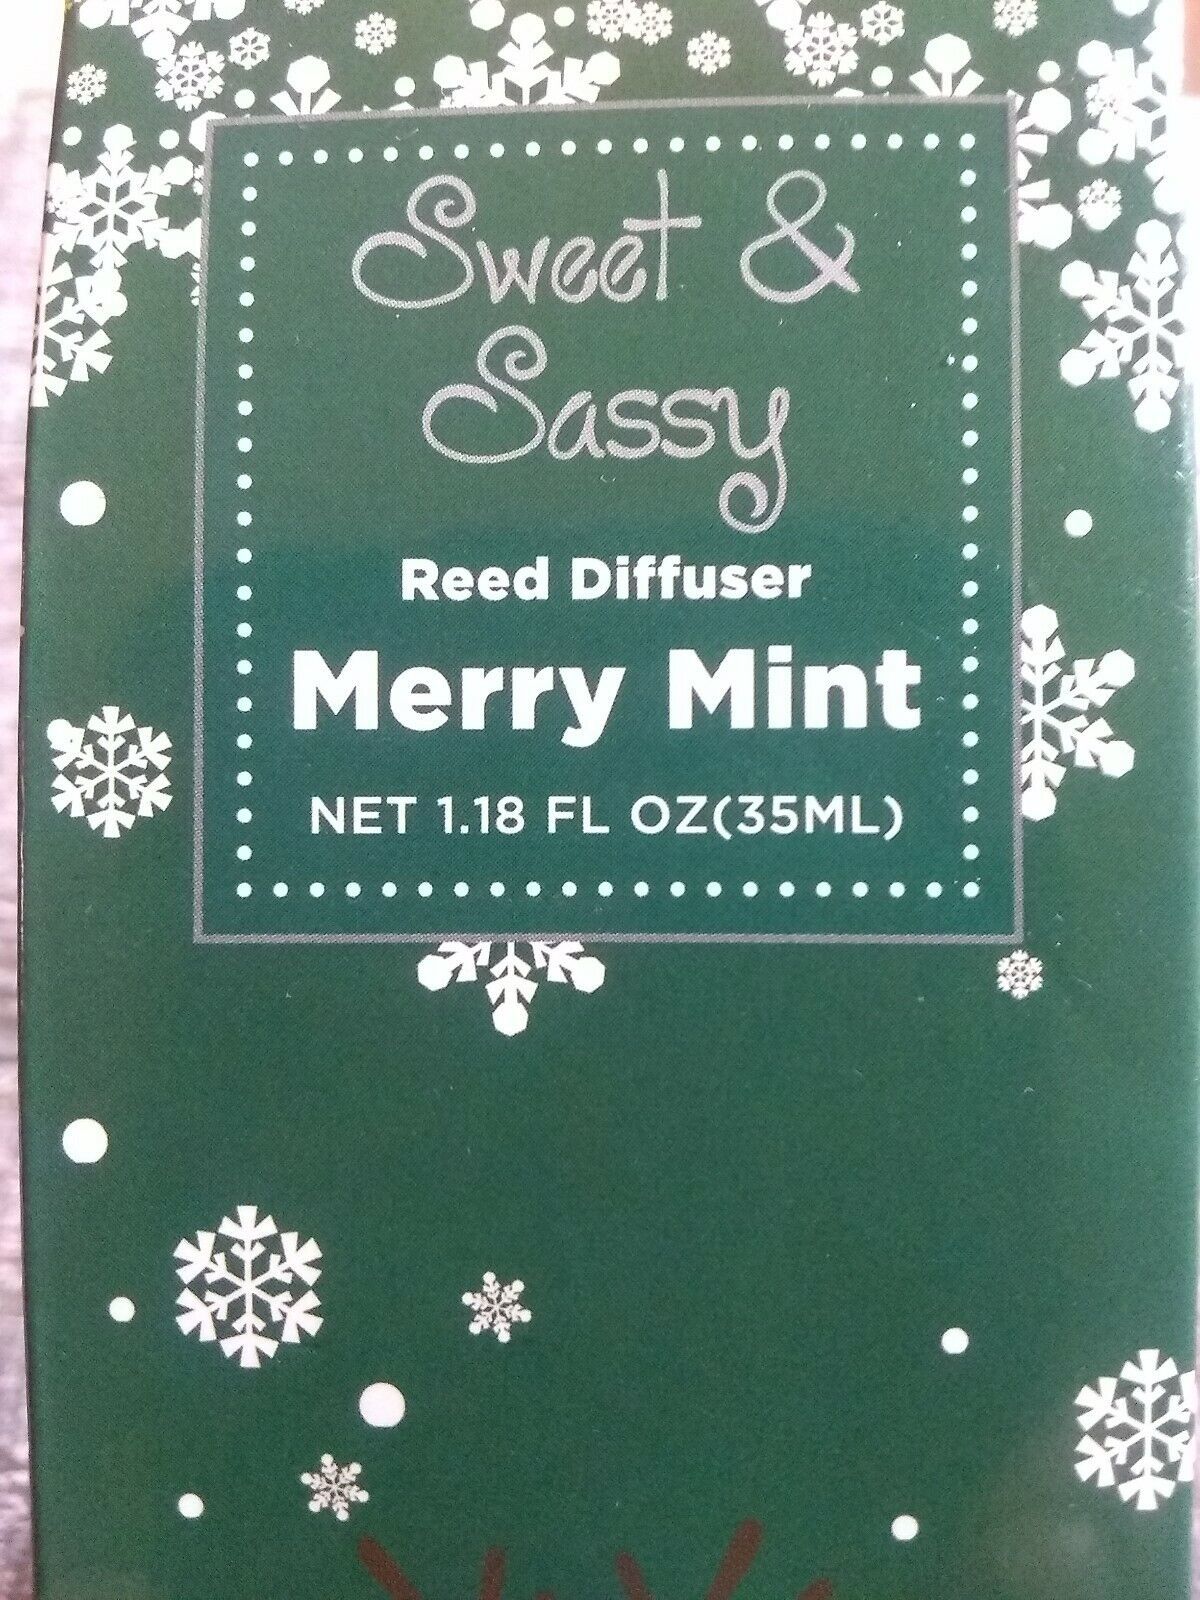 Sweet &
Sassy
Reed Diffuser
Merry Mint
NET 1.18 FL OZ(35ML)